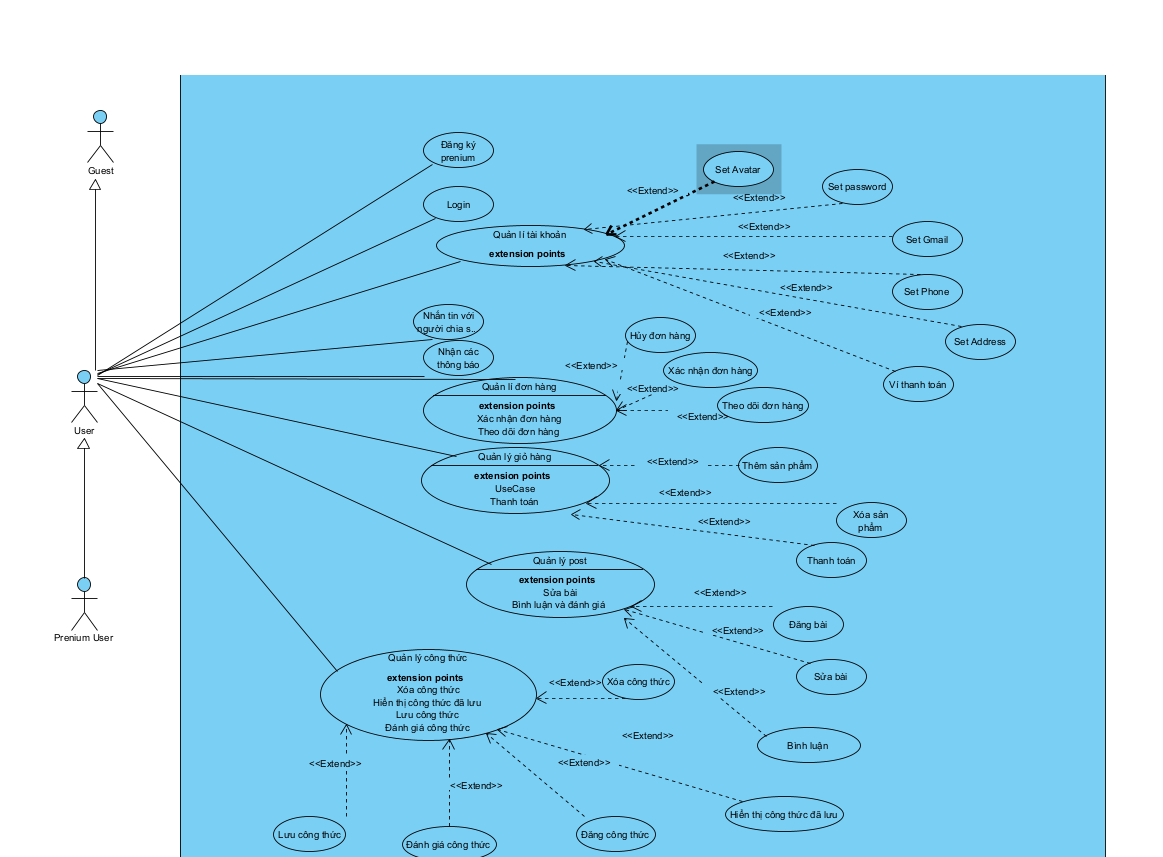 Guest
User
Prenium User
Đăng ký
prenium
Login
Quản lí tài khoản
extension points
Set Avatar
<<Extend>>
Set password
<<Extend>>
<<Extend>>
Set Gmail
<<Extend>>
Set Phone
<<Extend>>
Set Address
<<Extend>>
Ví thanh toán
Nhắn tin với
người chia s...
Nhận các
thông báo
Quản lí đơn hàng
extension points
Xác nhận đơn hàng
Theo dõi đơn hàng
Hủy đơn hàng
<<Extend>>
Xác nhận đơn hàng
<<Extend>>
Theo dõi đơn hàng
<<Extend>>
Quản lý giỏ hàng
extension points
UseCase
Thanh toán
<<Extend>>
Thêm sản phẩm
<<Extend>>
Xóa sản
phẩm
<<Extend>>
Thanh toán
Quản lý post
extension points
Sửa bài
Bình luận và đánh giá
<<Extend>>
Đăng bài
<<Extend>>
Sửa bài
<<Extend>>
Bình luận
Quản lý công thức
extension points
Xóa công thức
Hiển thị công thức đã lưu
Lưu công thức
Đánh giá công thức
<<Extend>>
Xóa công thức
<<Extend>>
<<Extend>>
<<Extend>>
<<Extend>>
Hiển thị công thức đã lưu
Lưu công thức
Đánh giá công thức
Đăng công thức